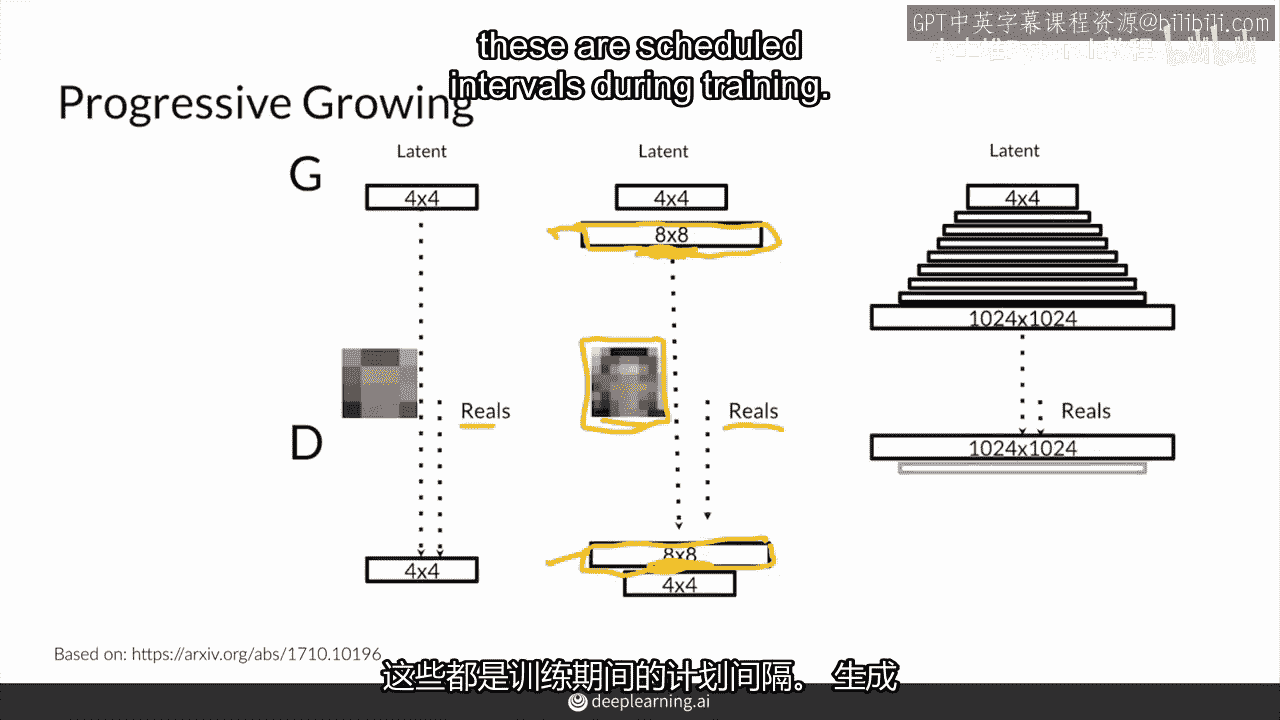 GPT中英字幕课程资源@bilibili.com
these are scheduled
intervals during training.
Progressive Growing
G
Latent
Latent
Latent
4x4
4x4
4x4
8x8
1024x1024
Reals
Reals
Reals
D
1024x1024
8x8
4x4
4x4
Based on: https://arxiv.org/abs/1710.10196
这些都是训练期间的计划间隔。 生成
deeplearning.ai